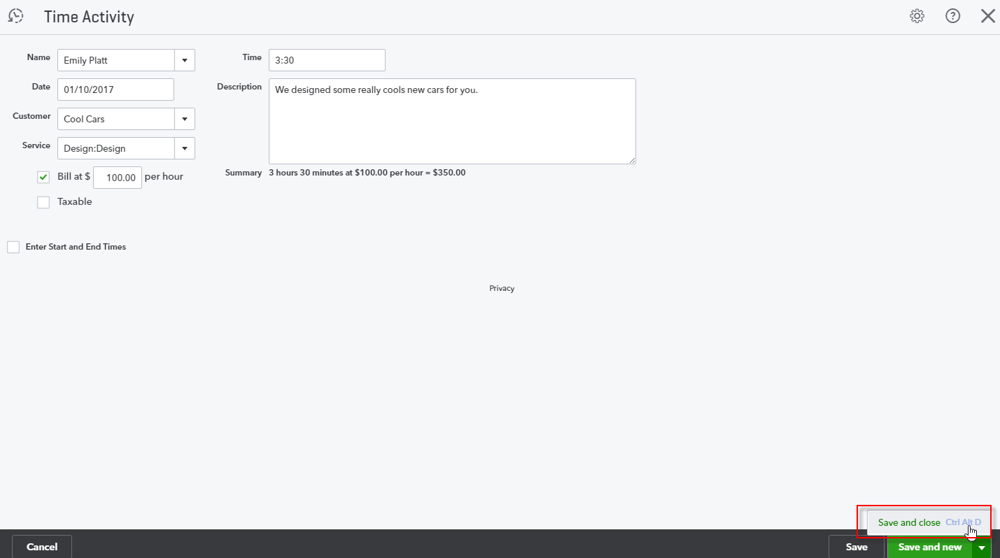 Time Activity
Name Emily Platt
Time 3:30
Date 01/10/2017
Description We designed some really cools new cars for you.
Customer Cool Cars
Service Design:Design
Bill at $ 100.00 per hour
Summary 3 hours 30 minutes at $100.00 per hour = $350.00
Taxable
Enter Start and End Times
Privacy
Save and close Ctrl Alt D
Cancel
Save
Save and new